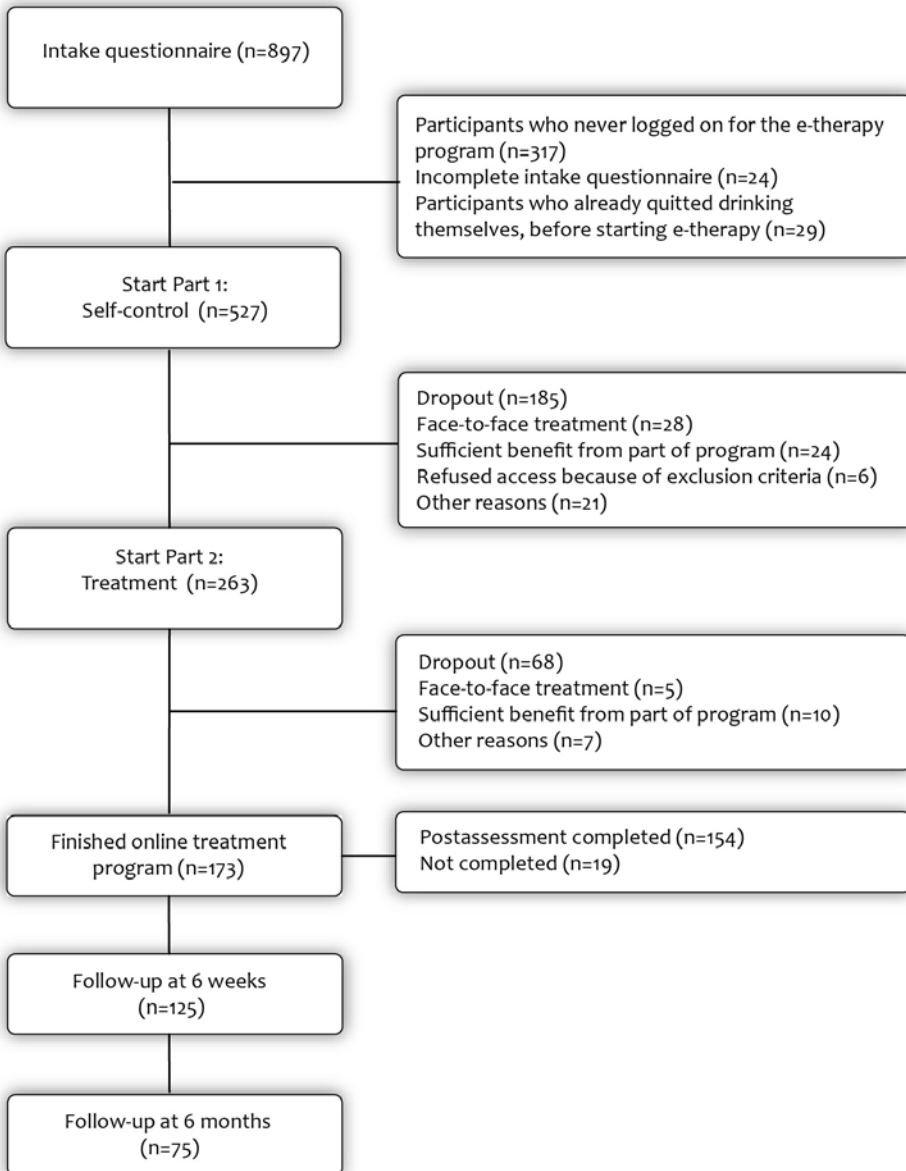 Intake questionnaire (n=897)
Participants who never logged on for the e-therapy
program (n=317)
Incomplete intake questionnaire (n=24)
Participants who already quitted drinking
themselves, before starting e-therapy (n=29)
Start Part 1:
Self-control (n=527)
Dropout (n=185)
Face-to-face treatment (n=28)
Sufficient benefit from part of program (n=24)
Refused access because of exclusion criteria (n=6)
Other reasons (n=21)
Start Part 2:
Treatment (n=263)
Dropout (n=68)
Face-to-face treatment (n=5)
Sufficient benefit from part of program (n=10)
Other reasons (n=7)
Finished online treatment
program (n=173)
Postassessment completed (n=154)
Not completed (n=19)
Follow-up at 6 weeks
(n=125)
Follow-up at 6 months
(n=75)